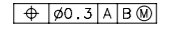 ⌖ ⌀0.3 A B Ⓜ